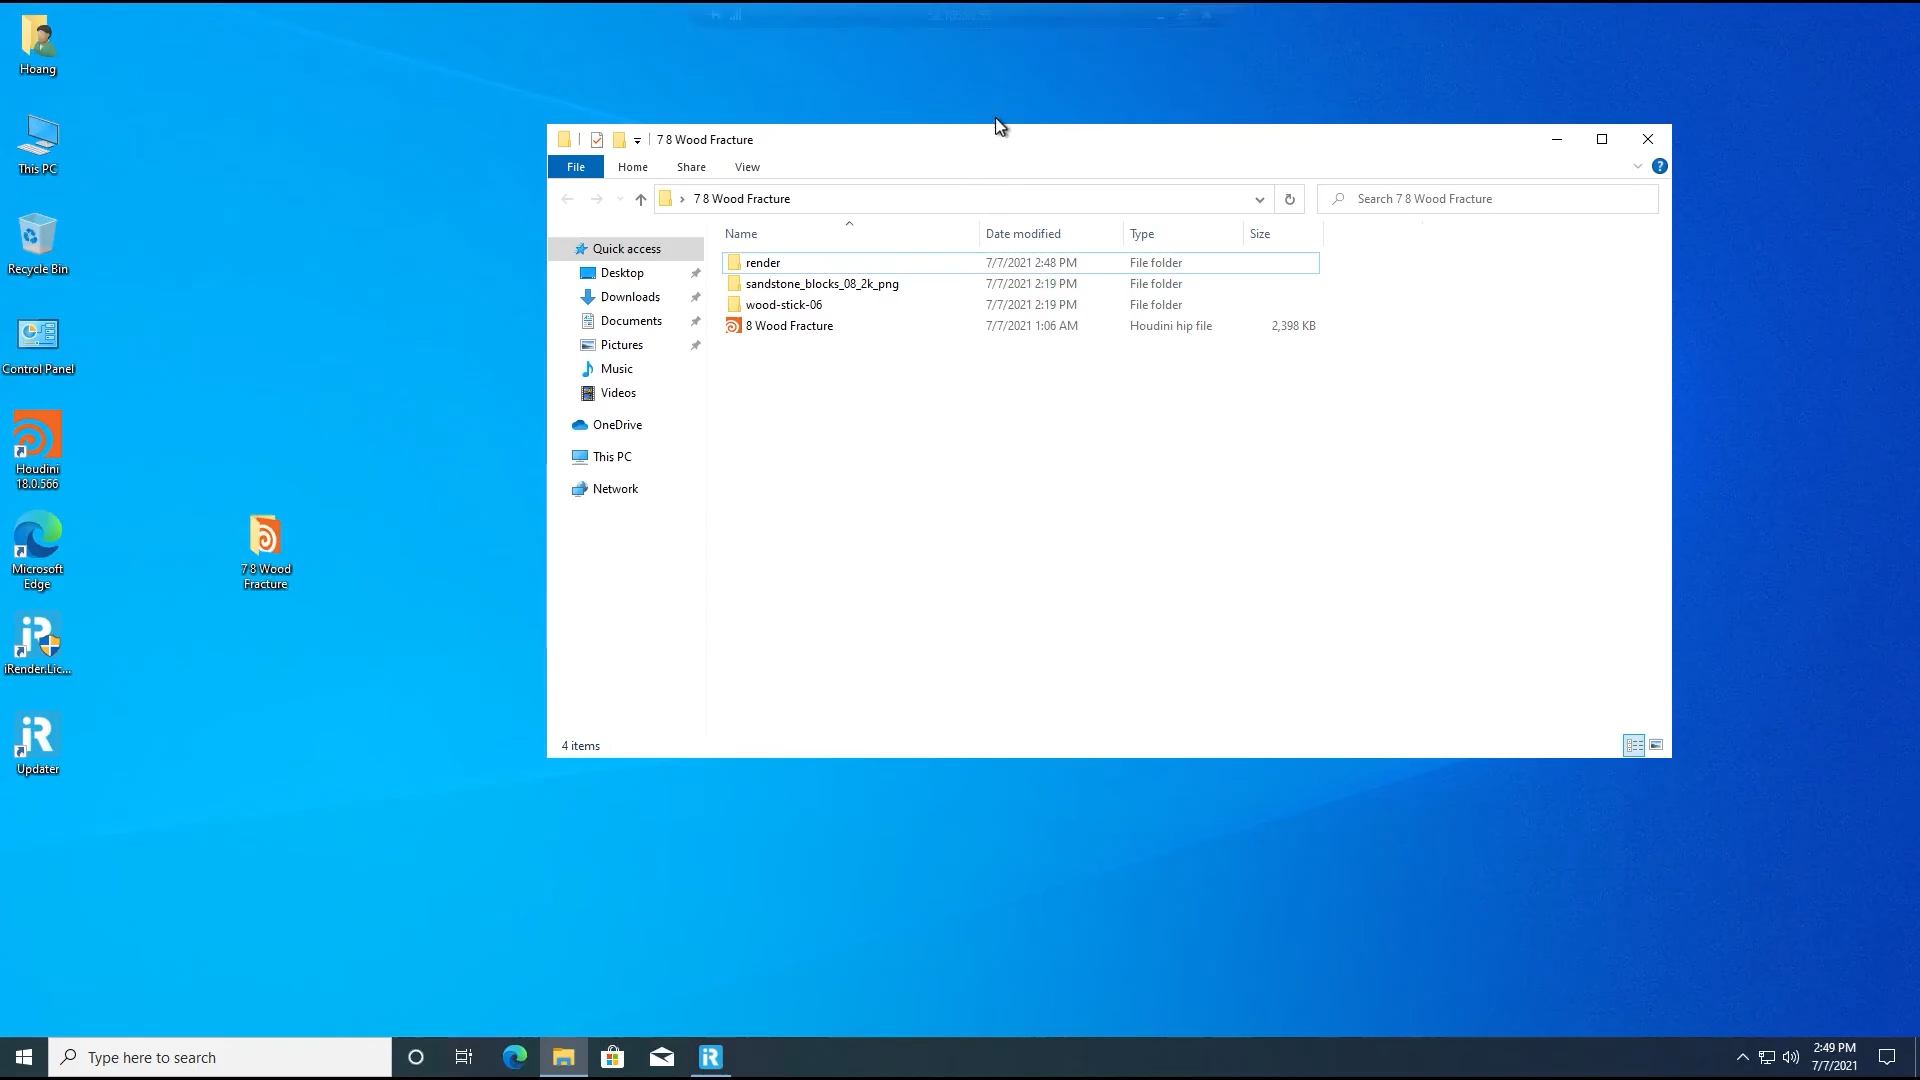 Hoang
This PC
Recycle Bin
Control Panel
Houdini
18.0.566
Microsoft
Edge
iRender.Lic...
Updater
7 8 Wood
Fracture
7 8 Wood Fracture
File Home Share View
7 8 Wood Fracture
Search 7 8 Wood Fracture
Name Date modified Type Size
Quick access
Desktop
Downloads
Documents
Pictures
Music
Videos
OneDrive
This PC
Network
render 7/7/2021 2:48 PM File folder
sandstone_blocks_08_2k_png 7/7/2021 2:19 PM File folder
wood-stick-06 7/7/2021 2:19 PM File folder
8 Wood Fracture 7/7/2021 1:06 AM Houdini hip file 2,398 KB
4 items
Type here to search
2:49 PM
7/7/2021